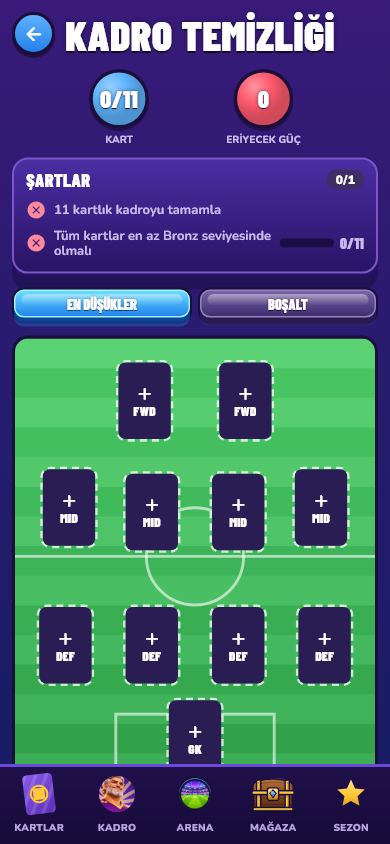 KADRO TEMİZLİĞİ
0/11
0
KART
ERİYECEK GÜÇ
ŞARTLAR
0/1
11 kartlık kadroyu tamamla
Tüm kartlar en az Bronz seviyesinde
olmalı
0/11
EN DÜŞÜKLER
BOŞALT
+ +
FWD FWD
+ + + +
MID MID MID MID
+ + + +
DEF DEF DEF DEF
+
GK
KARTLAR
KADRO
ARENA
MAĞAZA
SEZON